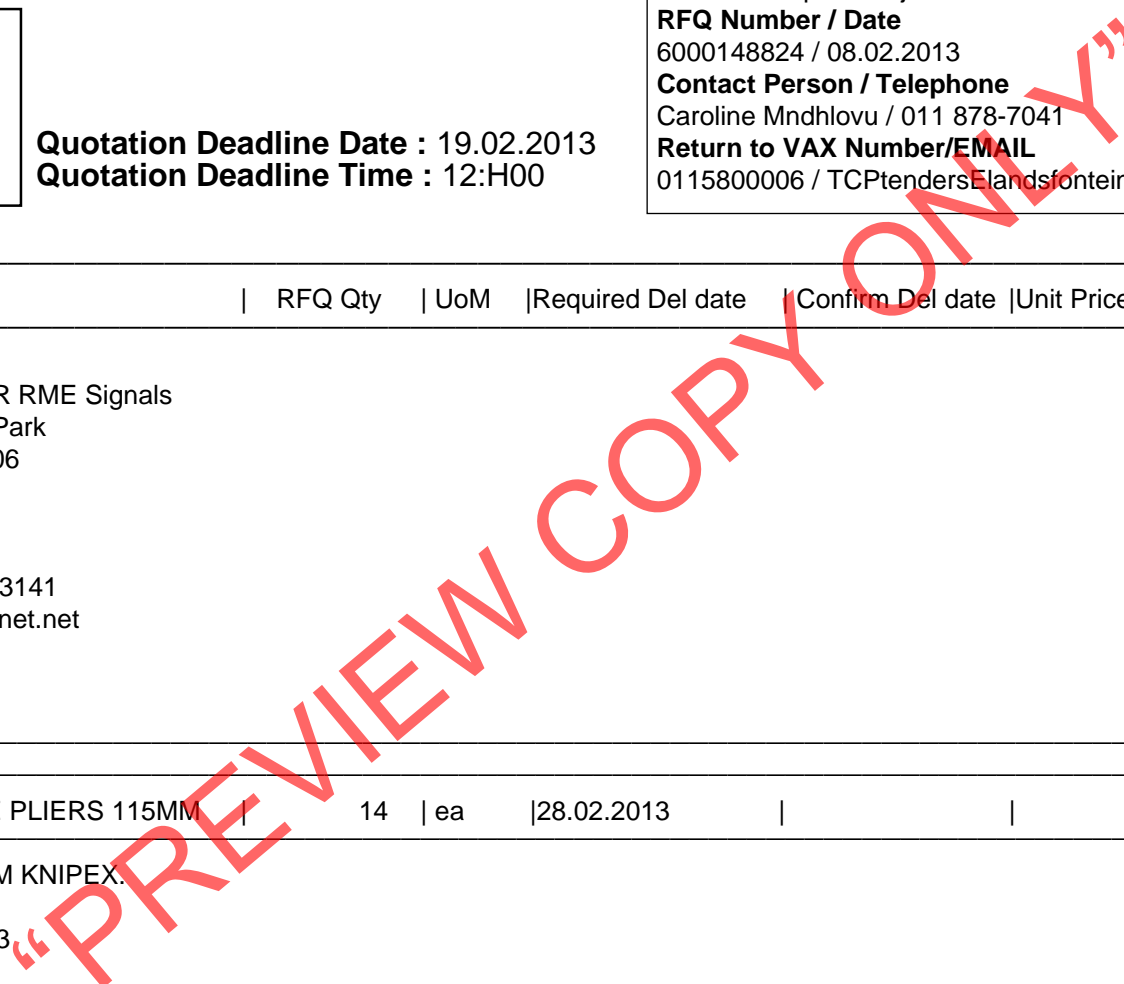 RFQ Number / Date
6000148824 / 08.02.2013
Contact Person / Telephone
Caroline Mndhlovu / 011 878-7041
Return to VAX Number/EMAIL
0115800006 / TCPtendersElandsfontein
Quotation Deadline Date : 19.02.2013
Quotation Deadline Time : 12:H00
| RFQ Qty | UoM |Required Del date | Confirm Del date |Unit Price
R RME Signals
Park
06
3141
net.net
PLIERS 115MM | 14 | ea |28.02.2013 | |
M KNIPEX.
3
“PREVIEW COPY ONLY”